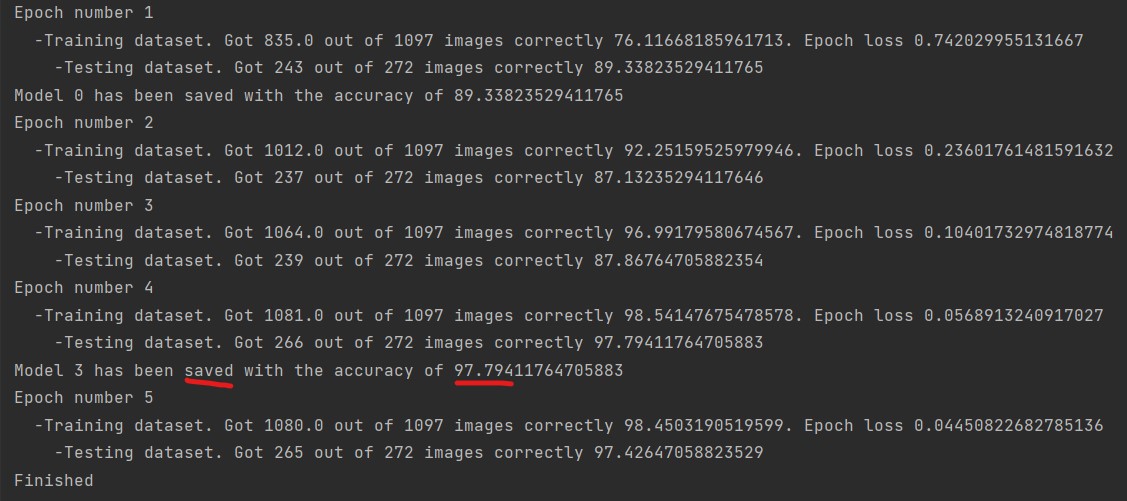 Epoch number 1
-Training dataset. Got 835.0 out of 1097 images correctly 76.11668185961713. Epoch loss 0.742029955131667
-Testing dataset. Got 243 out of 272 images correctly 89.33823529411765
Model 0 has been saved with the accuracy of 89.33823529411765
Epoch number 2
-Training dataset. Got 1012.0 out of 1097 images correctly 92.25159525979946. Epoch loss 0.23601761481591632
-Testing dataset. Got 237 out of 272 images correctly 87.13235294117646
Epoch number 3
-Training dataset. Got 1064.0 out of 1097 images correctly 96.99179580674567. Epoch loss 0.10401732974818774
-Testing dataset. Got 239 out of 272 images correctly 87.86764705882354
Epoch number 4
-Training dataset. Got 1081.0 out of 1097 images correctly 98.54147675478578. Epoch loss 0.0568913240917027
-Testing dataset. Got 266 out of 272 images correctly 97.79411764705883
Model 3 has been saved with the accuracy of 97.79411764705883
Epoch number 5
-Training dataset. Got 1080.0 out of 1097 images correctly 98.4503190519599. Epoch loss 0.04450822682785136
-Testing dataset. Got 265 out of 272 images correctly 97.42647058823529
Finished